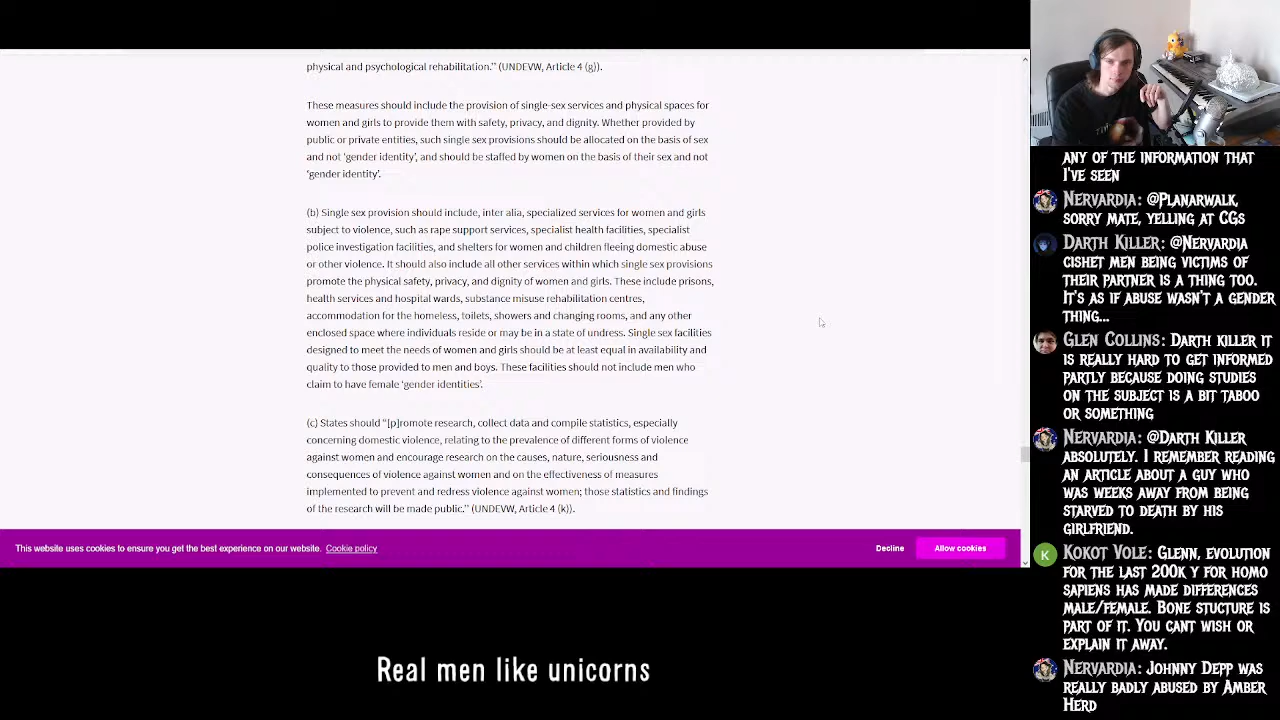 physical and psychological rehabilitation.” (UNDEVW, Article 4 (g)).
These measures should include the provision of single-sex services and physical spaces for
women and girls to provide them with safety, privacy, and dignity. Whether provided by
public or private entities, such single sex provisions should be allocated on the basis of sex
and not ‘gender identity’, and should be staffed by women on the basis of their sex and not
‘gender identity’.
(b) Single sex provision should include, inter alia, specialized services for women and girls
subject to violence, such as rape support services, specialist health facilities, specialist
police investigation facilities, and shelters for women and children fleeing domestic abuse
or other violence. It should also include all other services within which single sex provisions
promote the physical safety, privacy, and dignity of women and girls. These include prisons,
health services and hospital wards, substance misuse rehabilitation centres,
accommodation for the homeless, toilets, showers and changing rooms, and any other
enclosed space where individuals reside or may be in a state of undress. Single sex facilities
designed to meet the needs of women and girls should be at least equal in availability and
quality to those provided to men and boys. These facilities should not include men who
claim to have female ‘gender identities’.
(c) States should “[p]romote research, collect data and compile statistics, especially
concerning domestic violence, relating to the prevalence of different forms of violence
against women and encourage research on the causes, nature, seriousness and
consequences of violence against women and on the effectiveness of measures
implemented to prevent and redress violence against women; those statistics and findings
of the research will be made public.” (UNDEVW, Article 4 (k)).
This website uses cookies to ensure you get the best experience on our website. Cookie policy
Decline
Allow cookies
Real men like unicorns
ANY OF THE INFORMATION THAT
I'VE SEEN
NERVARDIA: @PLANARWALK,
SORRY MATE, YELLING AT CGS
DARTH KILLER: @NERVARDIA
CISHET MEN BEING VICTIMS OF
THEIR PARTNER IS A THING TOO.
IT'S AS IF ABUSE WASN'T A GENDER
THING...
GLEN COLLINS: DARTH KILLER IT
IS REALLY HARD TO GET INFORMED
PARTLY BECAUSE DOING STUDIES
ON THE SUBJECT IS A BIT TABOO
OR SOMETHING
NERVARDIA: @DARTH KILLER
ABSOLUTELY. I REMEMBER READING
AN ARTICLE ABOUT A GUY WHO
WAS WEEKS AWAY FROM BEING
STARVED TO DEATH BY HIS
GIRLFRIEND.
K
KOKOT VOLE: GLENN, EVOLUTION
FOR THE LAST 200K Y FOR HOMO
SAPIENS HAS MADE DIFFERENCES
MALE/FEMALE. BONE STUCTURE IS
PART OF IT. YOU CANT WISH OR
EXPLAIN IT AWAY.
NERVARDIA: JOHNNY DEPP WAS
REALLY BADLY ABUSED BY AMBER
HERD